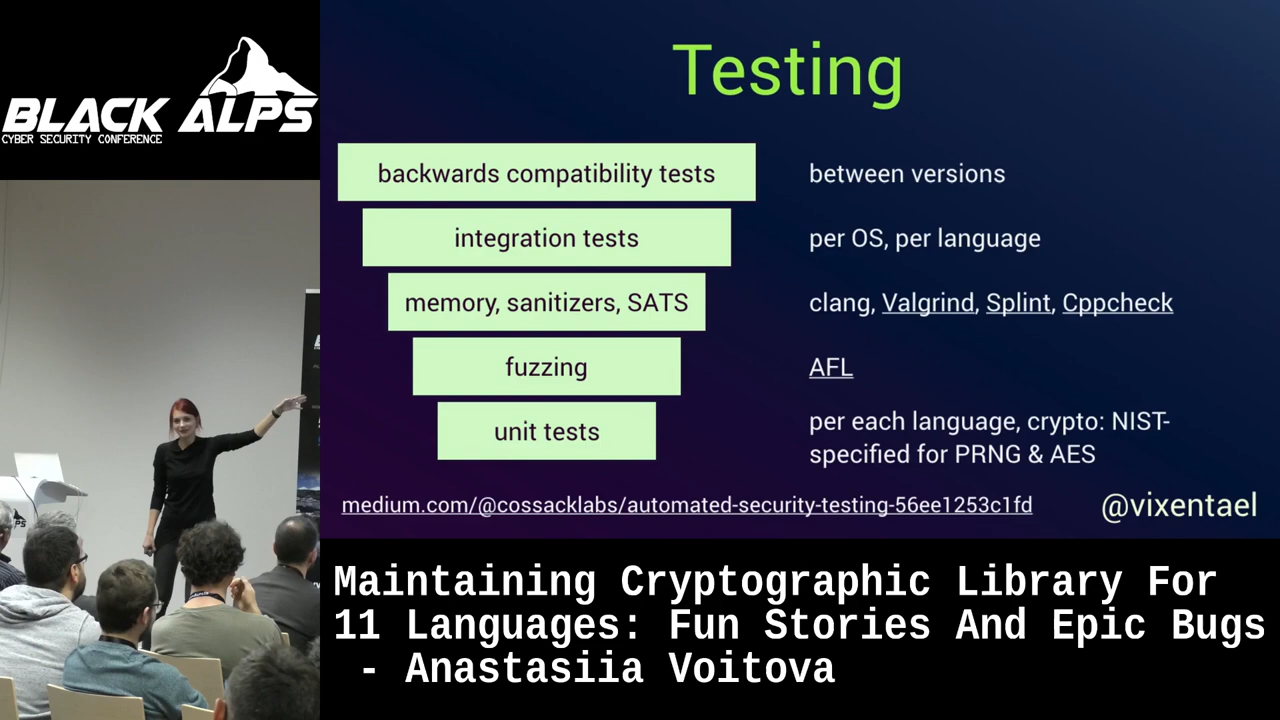 BLACK ALPS
CYBER SECURITY CONFERENCE
Testing
backwards compatibility tests between versions
integration tests per OS, per language
memory, sanitizers, SATS clang, Valgrind, Splint, Cppcheck
fuzzing AFL
unit tests per each language, crypto: NIST-
specified for PRNG & AES
medium.com/@cossacklabs/automated-security-testing-56ee1253c1fd @vixentael
Maintaining Cryptographic Library For
11 Languages: Fun Stories And Epic Bugs
- Anastasiia Voitova